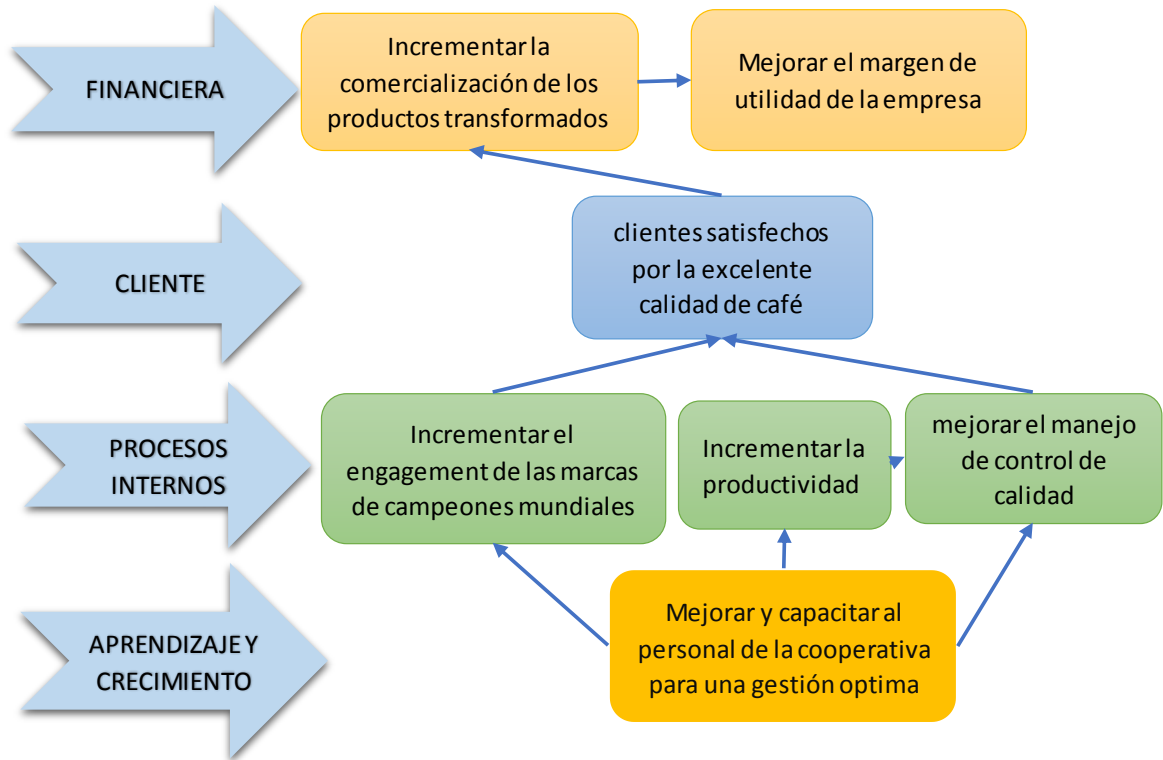 FINANCIERA
Incrementar la
comercialización de los
productos transformados
Mejorar el margen de
utilidad de la empresa
CLIENTE
clientes satisfechos
por la excelente
calidad de café
PROCESOS
INTERNOS
Incrementar el
engagement de las marcas
de campeones mundiales
Incrementar la
productividad
mejorar el manejo
de control de
calidad
APRENDIZAJE Y
CRECIMIENTO
Mejorar y capacitar al
personal de la cooperativa
para una gestión optima